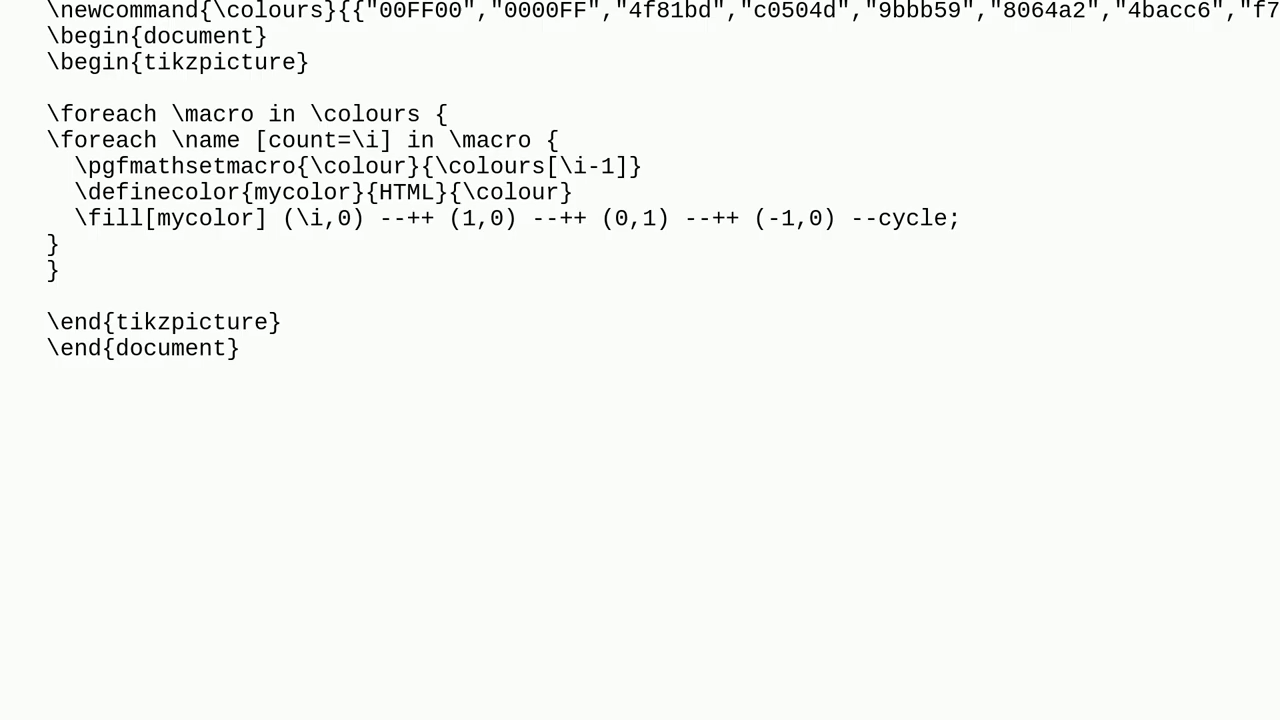 \newcommand{\colours}{{"00FF00","0000FF","4f81bd","c0504d","9bbb59","8064a2","4bacc6","f7
\begin{document}
\begin{tikzpicture}
\foreach \macro in \colours {
\foreach \name [count=\i] in \macro {
\pgfmathsetmacro{\colour}{\colours[\i-1]}
\definecolor{mycolor}{HTML}{\colour}
\fill[mycolor] (\i,0) --++ (1,0) --++ (0,1) --++ (-1,0) --cycle;
}
}
\end{tikzpicture}
\end{document}